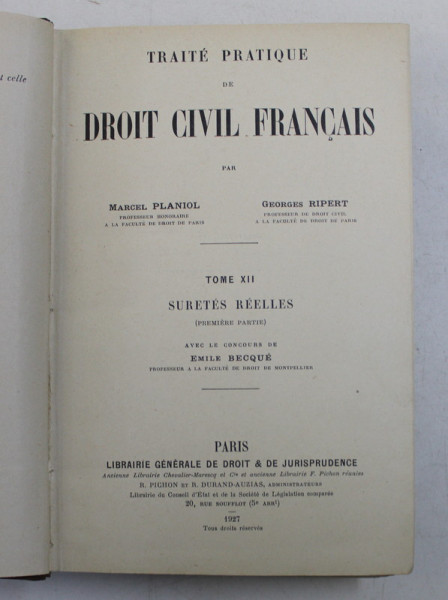 t celle
TRAITÉ PRATIQUE
DE
DROIT CIVIL FRANÇAIS
PAR
MARCEL PLANIOL
PROFESSEUR HONORAIRE
A LA FACULTÉ DE DROIT DE PARIS
GEORGES RIPERT
PROFESSEUR DE DROIT CIVIL
A LA FACULTÉ DE DROIT DE PARIS
TOME XII
SURETÉS RÉELLES
(PREMIÈRE PARTIE)
AVEC LE CONCOURS DE
EMILE BECQUÉ
PROFESSEUR A LA FACULTÉ DE DROIT DE MONTPELLIER
PARIS
LIBRAIRIE GÉNÉRALE DE DROIT & DE JURISPRUDENCE
Ancienne Librairie Chevalier-Marescq et Cie et ancienne Librairie F. Pichon réunies
R. PICHON ET R. DURAND-AUZIAS, ADMINISTRATEURS
Librairie du Conseil d'État et de la Société de Législation comparée
20, RUE SOUFFLOT (5e ARRt)
1927
Tous droits réservés